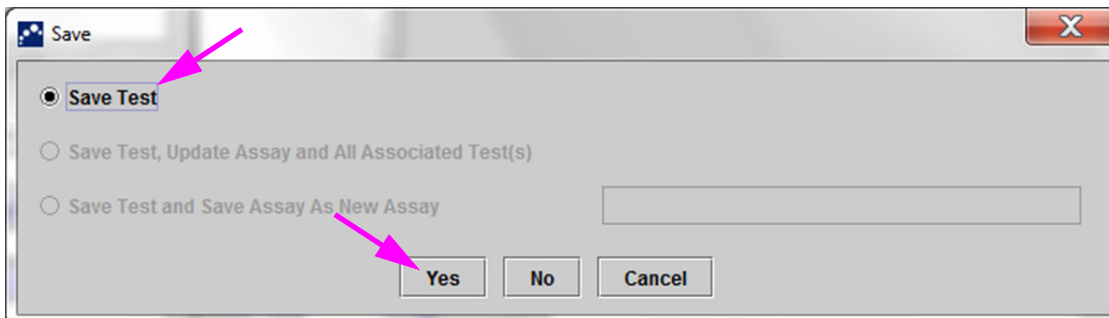 Save
Save Test
Save Test, Update Assay and All Associated Test(s)
Save Test and Save Assay As New Assay
Yes No Cancel